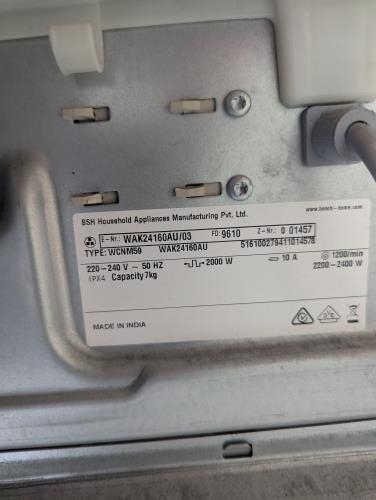 BSH Household Appliances Manufacturing Pvt. Ltd. www.bosch-home.com
E-Nr.: WAK24160AU/03 FD: 9610 Z-Nr.: 0 01457
TYPE: WCNM59 WAK24160AU 516100279411014578
220-240 V ~ 50 HZ 2000 W 10 A 1200/min
IPX4 Capacity 7kg 2200-2400 W
MADE IN INDIA